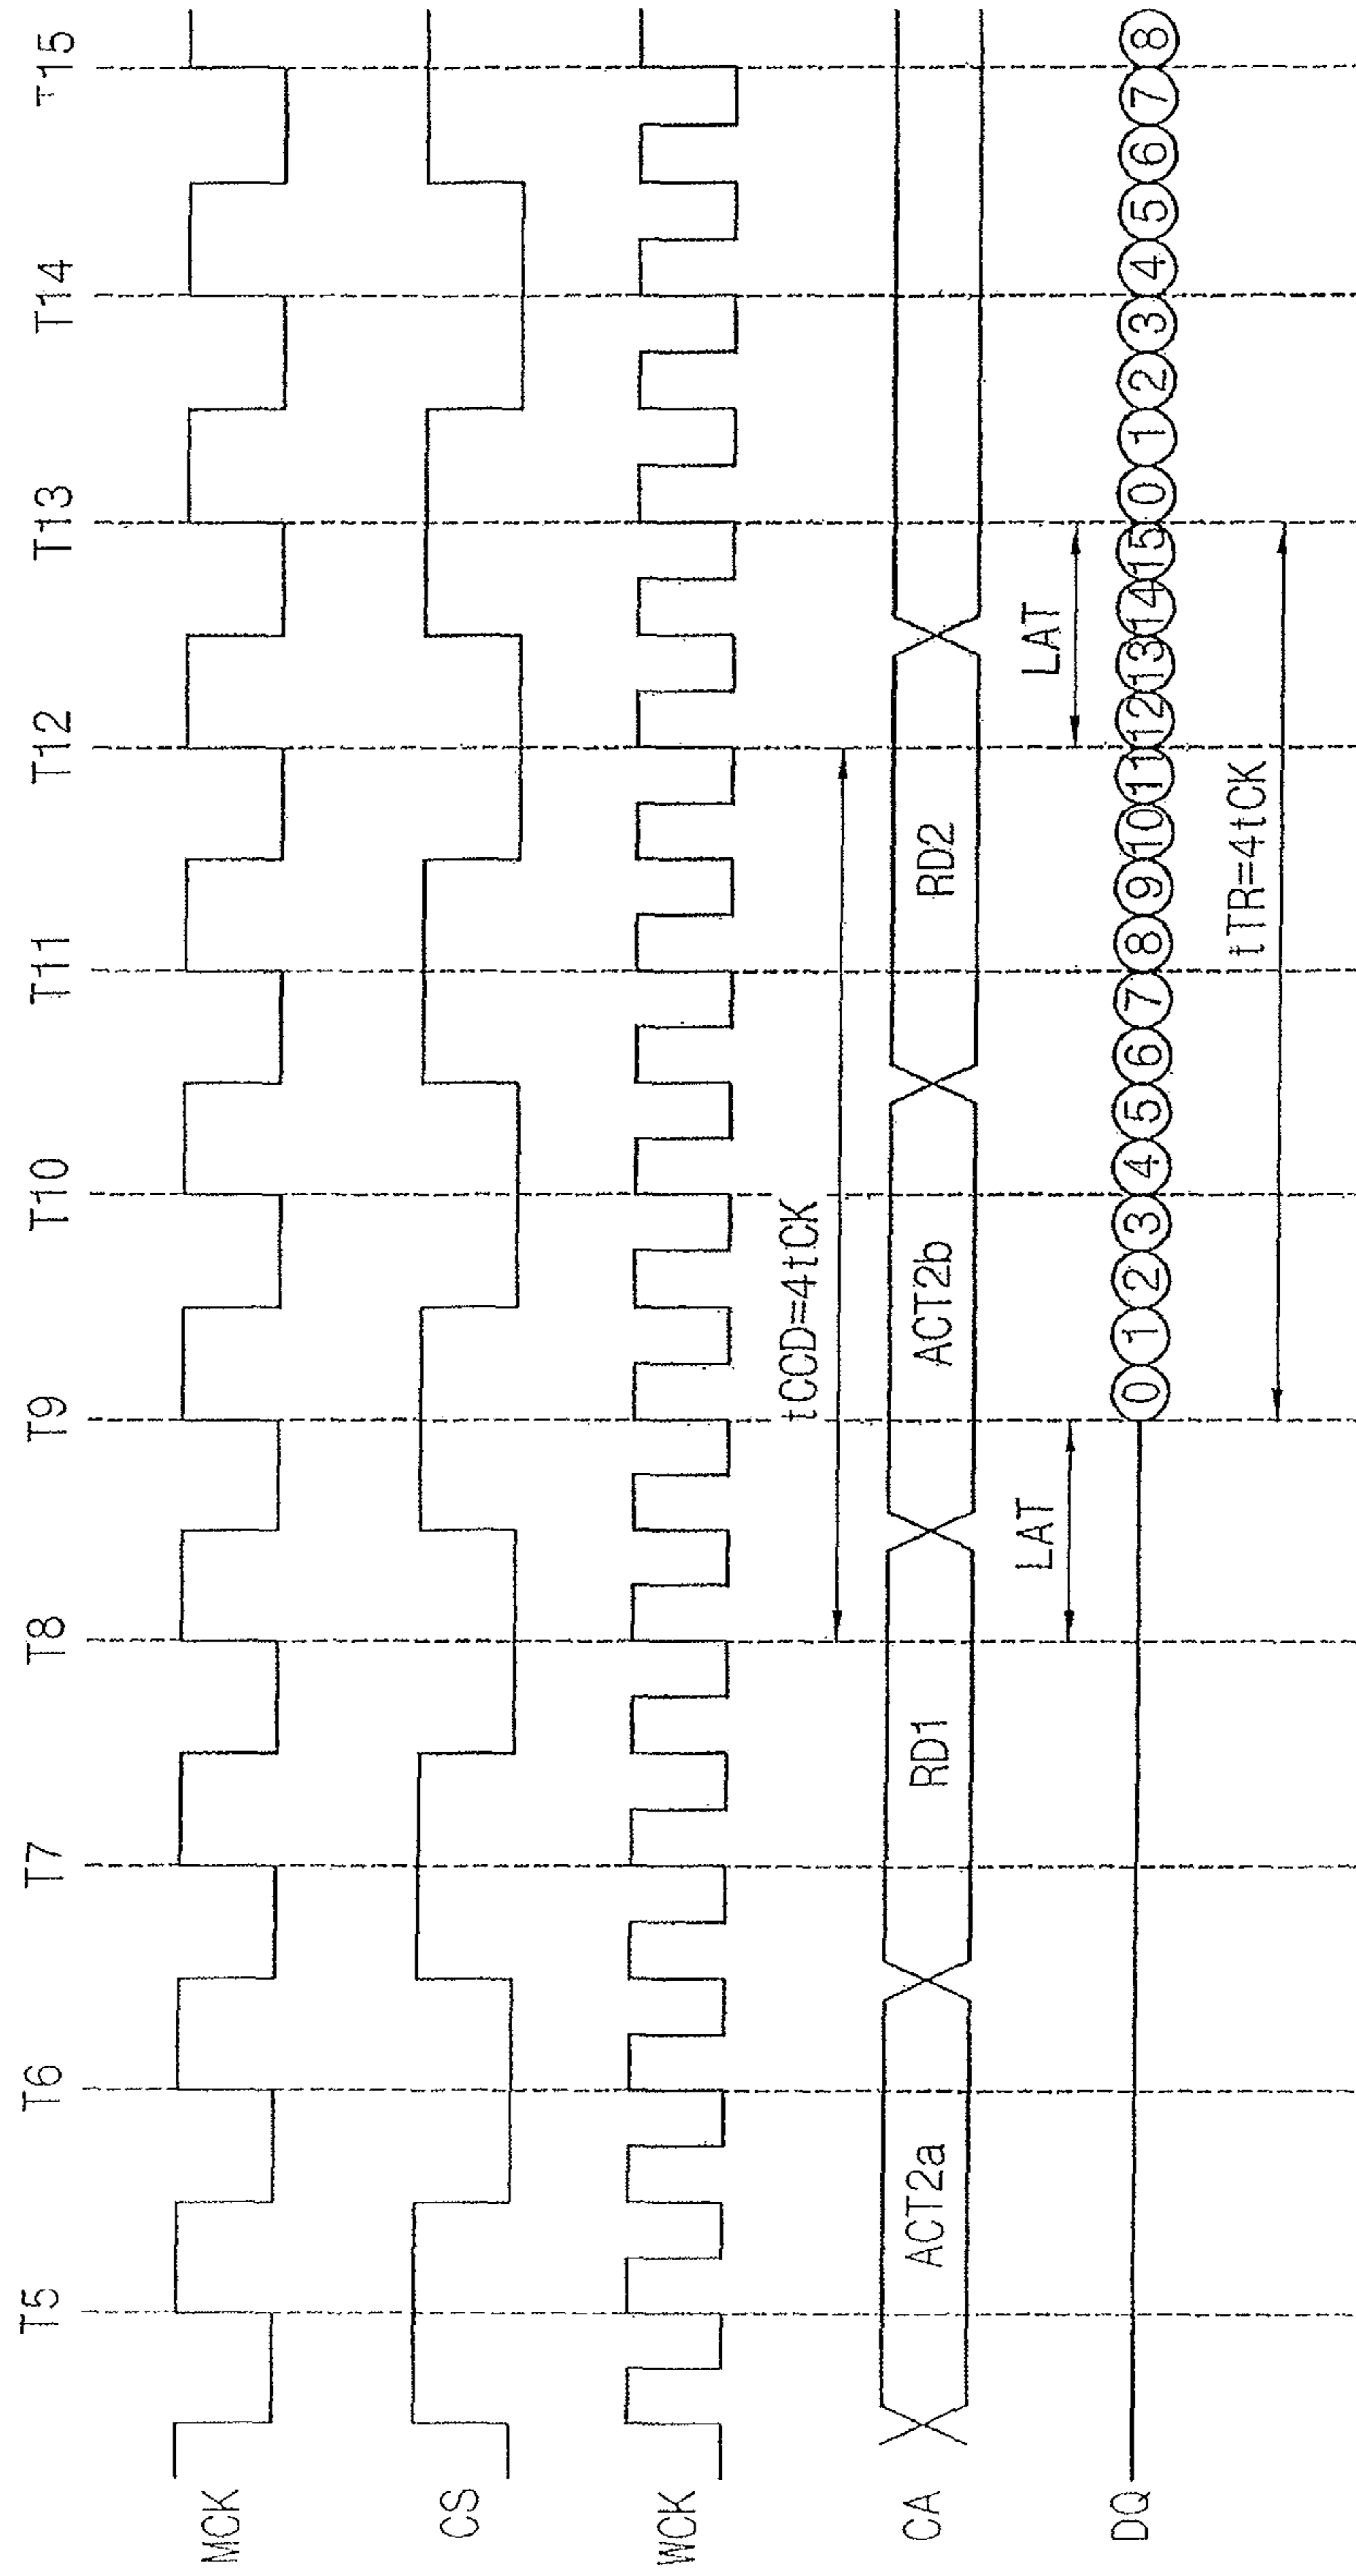 T5 T6 T7 T8 T9 T10 T11 T12 T13 T14 T15
MCK
CS
WCK
tCCD=4tCK
CA ACT2a RD1 ACT2b RD2
LAT LAT
DQ 0 1 2 3 4 5 6 7 8 9 10 11 12 13 14 15 0 1 2 3 4 5 6 7 8
tTR=4tCK